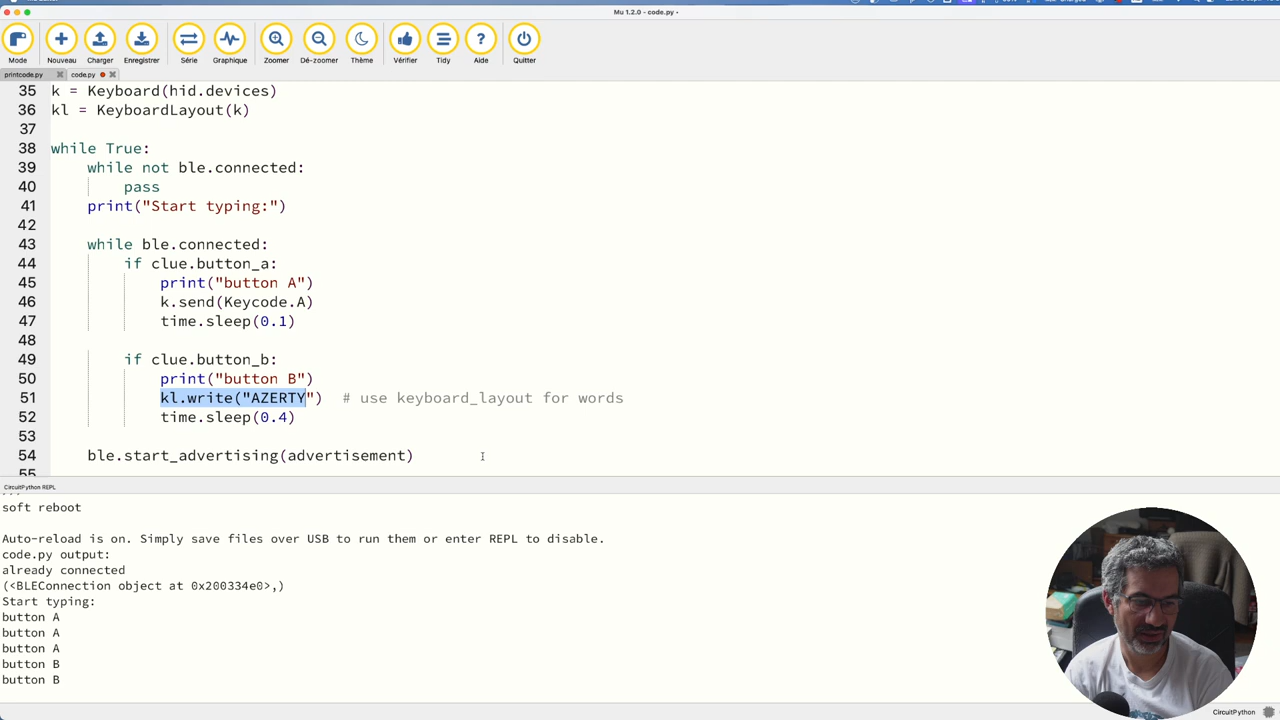 Mu 1.2.0 - code.py •
Mode
Nouveau
Charger
Enregistrer
Série
Graphique
Zoomer
Dé-zoomer
Thème
Vérifier
Tidy
Aide
Quitter
printcode.py
code.py
35 k = Keyboard(hid.devices)
36 kl = KeyboardLayout(k)
37
38 while True:
39 while not ble.connected:
40 pass
41 print("Start typing:")
42
43 while ble.connected:
44 if clue.button_a:
45 print("button A")
46 k.send(Keycode.A)
47 time.sleep(0.1)
48
49 if clue.button_b:
50 print("button B")
51 kl.write("AZERTY") # use keyboard_layout for words
52 time.sleep(0.4)
53
54 ble.start_advertising(advertisement)
55
CircuitPython REPL
soft reboot
Auto-reload is on. Simply save files over USB to run them or enter REPL to disable.
code.py output:
already connected
(<BLEConnection object at 0x200334e0>,)
Start typing:
button A
button A
button A
button B
button B
CircuitPython